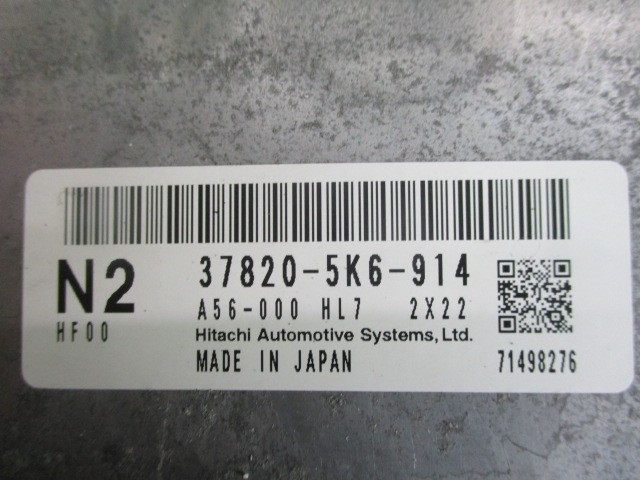 N2
HF00
37820-5K6-914
A56-000 HL7 2X22
Hitachi Automotive Systems, Ltd.
MADE IN JAPAN
71498276